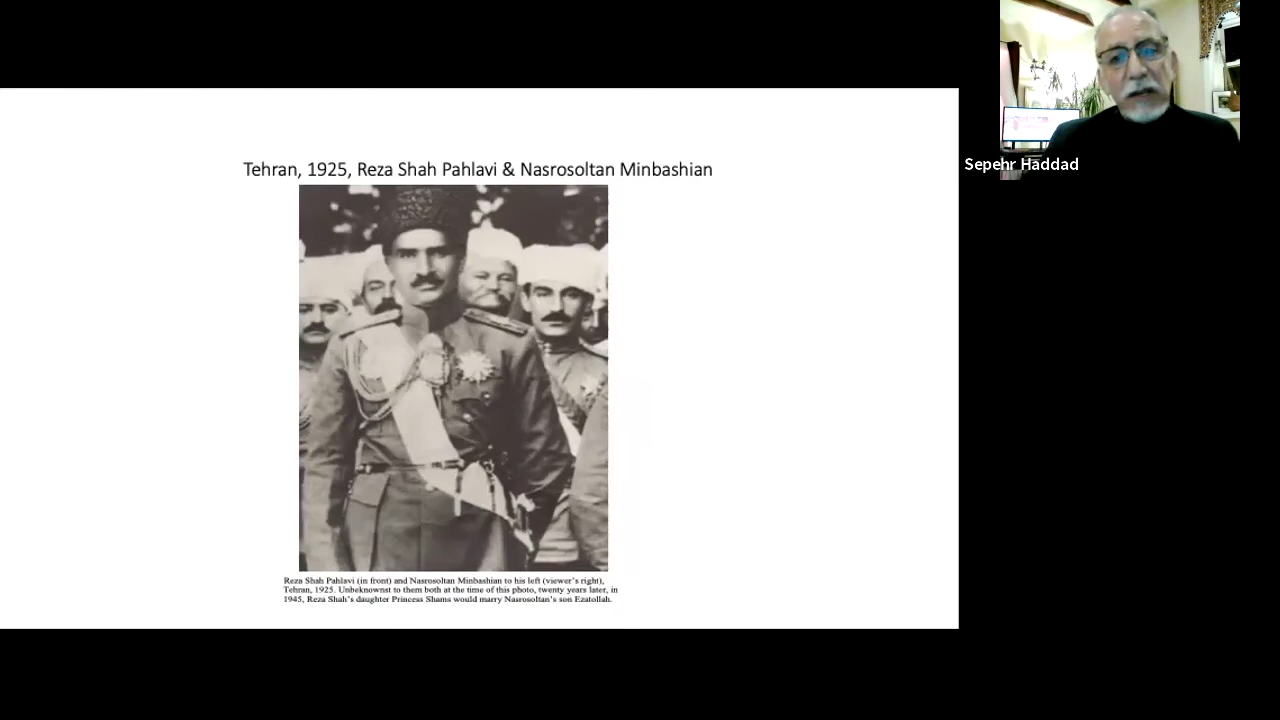 Tehran, 1925, Reza Shah Pahlavi & Nasrosoltan Minbashian
Sepehr Haddad
Reza Shah Pahlavi (in front) and Nasrosoltan Minbashian to his left (viewer's right),
Tehran, 1925. Unbeknownst to them both at the time of this photo, twenty years later, in
1945, Reza Shah's daughter Princess Shams would marry Nasrosoltan's son Ezatollah.